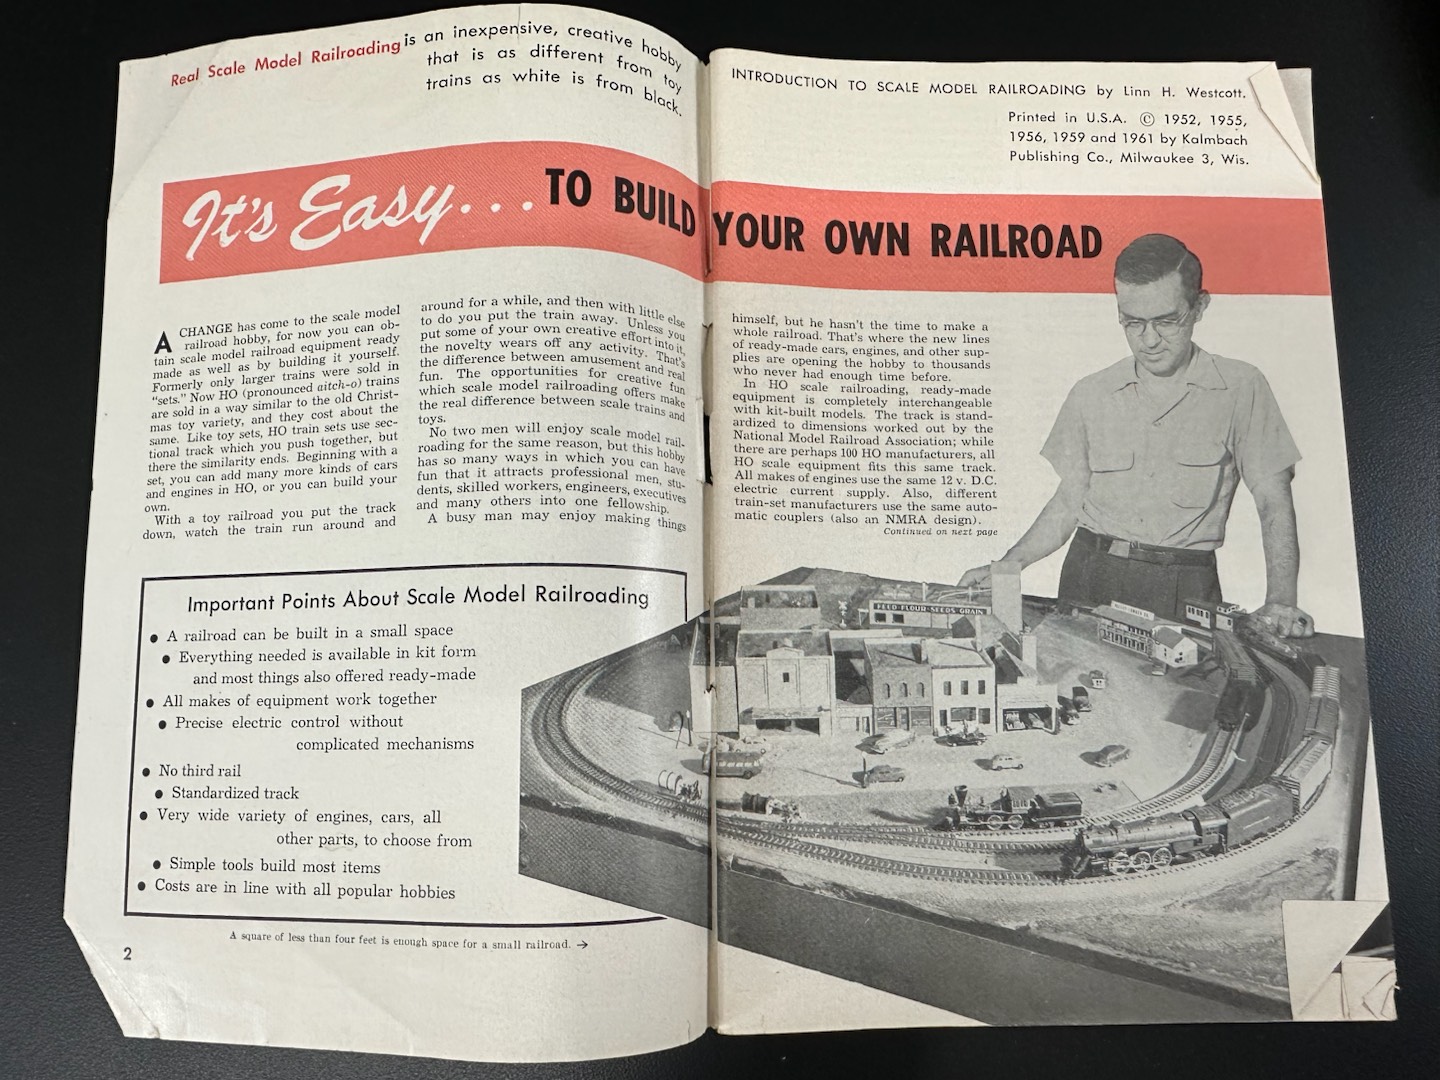 Real Scale Model Railroading is an inexpensive, creative hobby
that is as different from toy
trains as white is from black.
It's Easy... TO BUILD YOUR OWN RAILROAD
A CHANGE has come to the scale model
railroad hobby, for now you can ob-
tain scale model railroad equipment ready
made as well as by building it yourself.
Formerly only larger trains were sold in
"sets." Now HO (pronounced aitch-o) trains
are sold in a way similar to the old Christ-
mas toy variety, and they cost about the
same. Like toy sets, HO train sets use sec-
tional track which you push together, but
there the similarity ends. Beginning with a
set, you can add many more kinds of cars
and engines in HO, or you can build your
own.
With a toy railroad you put the track
down, watch the train run around and
around for a while, and then with little else
to do you put the train away. Unless you
put some of your own creative effort into it,
the novelty wears off any activity. That's
the difference between amusement and real
fun. The opportunities for creative fun
which scale model railroading offers make
the real difference between scale trains and
toys.
No two men will enjoy scale model rail-
roading for the same reason, but this hobby
has so many ways in which you can have
fun that it attracts professional men, stu-
dents, skilled workers, engineers, executives
and many others into one fellowship.
A busy man may enjoy making things
Important Points About Scale Model Railroading
● A railroad can be built in a small space
● Everything needed is available in kit form
and most things also offered ready-made
● All makes of equipment work together
● Precise electric control without
complicated mechanisms
● No third rail
● Standardized track
● Very wide variety of engines, cars, all
other parts, to choose from
● Simple tools build most items
● Costs are in line with all popular hobbies
A square of less than four feet is enough space for a small railroad. →
2
INTRODUCTION TO SCALE MODEL RAILROADING by Linn H. Westcott.
Printed in U.S.A. © 1952, 1955,
1956, 1959 and 1961 by Kalmbach
Publishing Co., Milwaukee 3, Wis.
himself, but he hasn't the time to make a
whole railroad. That's where the new lines
of ready-made cars, engines, and other sup-
plies are opening the hobby to thousands
who never had enough time before.
In HO scale railroading, ready-made
equipment is completely interchangeable
with kit-built models. The track is stand-
ardized to dimensions worked out by the
National Model Railroad Association; while
there are perhaps 100 HO manufacturers, all
HO scale equipment fits this same track.
All makes of engines use the same 12 v. D.C.
electric current supply. Also, different
train-set manufacturers use the same auto-
matic couplers (also an NMRA design).
Continued on next page
FEED-FLOUR-SEEDS GRAIN